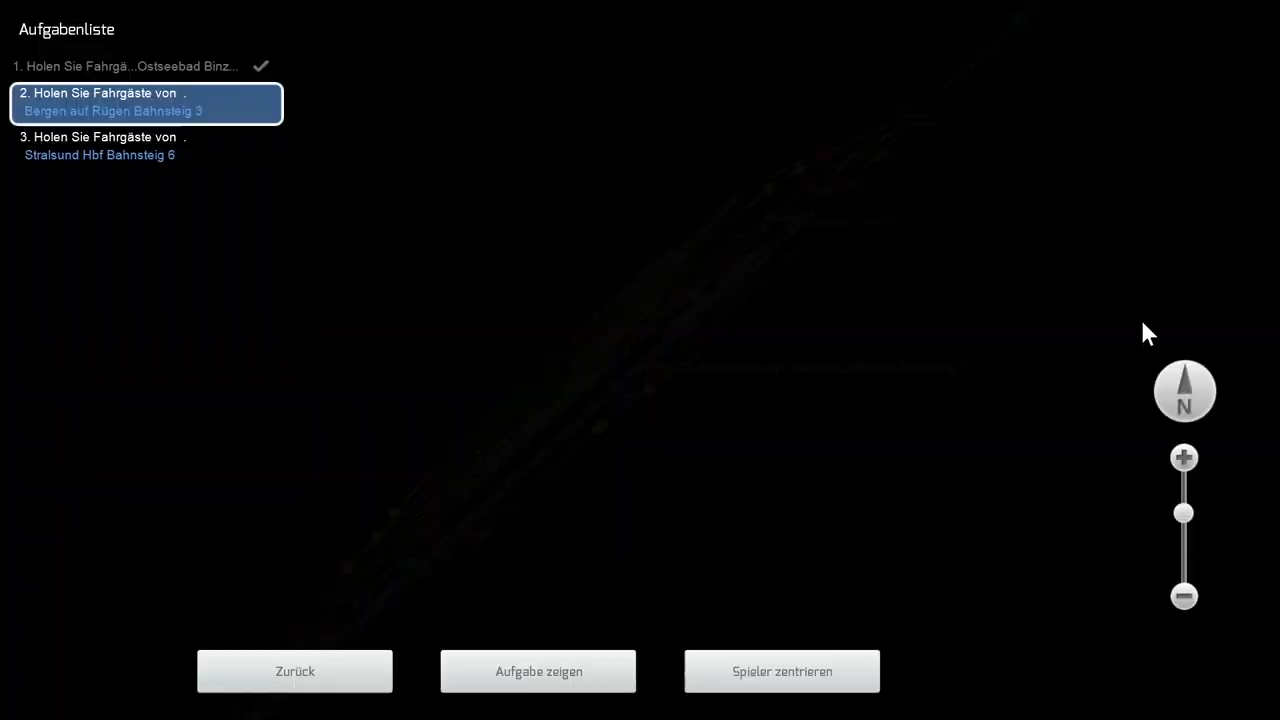 Aufgabenliste
1. Holen Sie Fahrgä...Ostseebad Binz...
2. Holen Sie Fahrgäste von .
Bergen auf Rügen Bahnsteig 3
3. Holen Sie Fahrgäste von .
Stralsund Hbf Bahnsteig 6
N
Zurück
Aufgabe zeigen
Spieler zentrieren